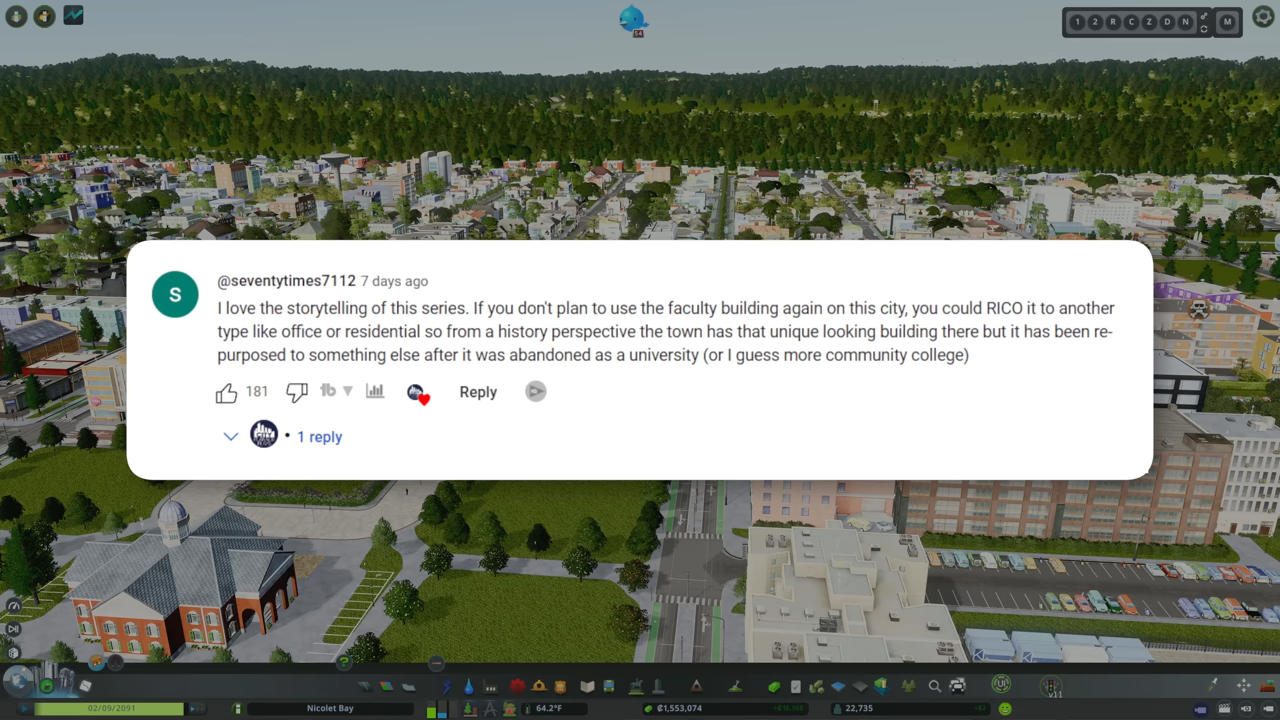 54
1 2 R C Z D N M
@seventytimes7112 7 days ago
I love the storytelling of this series. If you don't plan to use the faculty building again on this city, you could RICO it to another
type like office or residential so from a history perspective the town has that unique looking building there but it has been re-
purposed to something else after it was abandoned as a university (or I guess more community college)
181 Reply
• 1 reply
02/09/2091 Nicolet Bay 64.2°F ₡1,553,074 22,735